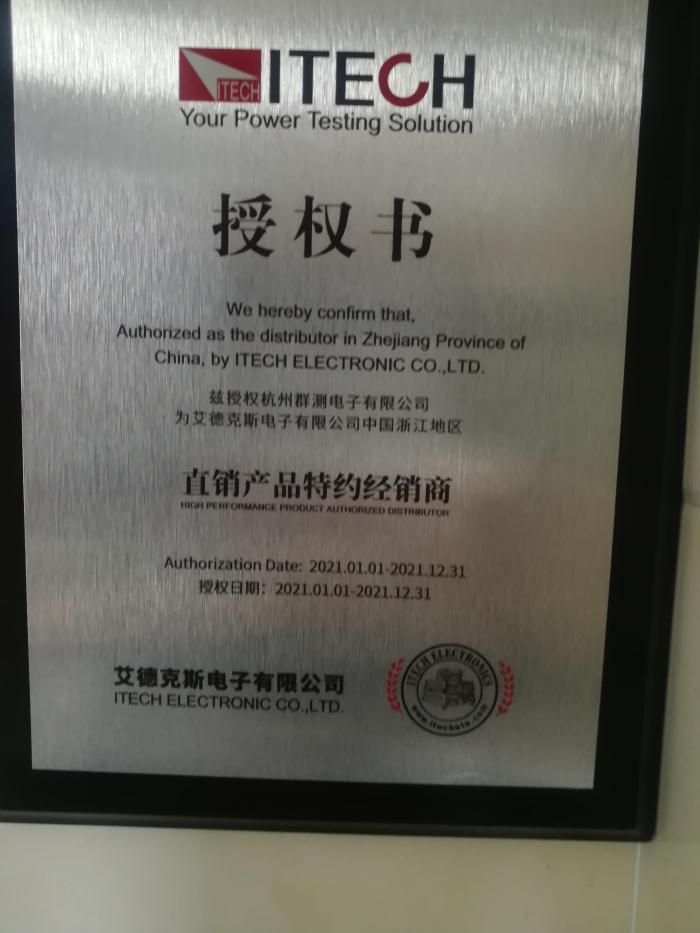 ITECH
ITECH
Your Power Testing Solution
授权书
We hereby confirm that,
Authorized as the distributor in Zhejiang Province of
China, by ITECH ELECTRONIC CO.,LTD.
兹授权杭州群测电子有限公司
为艾德克斯电子有限公司中国浙江地区
直销产品特约经销商
HIGH PERFORMANCE PRODUCT AUTHORIZED DISTRIBUTOR
Authorization Date: 2021.01.01-2021.12.31
授权日期：2021.01.01-2021.12.31
艾德克斯电子有限公司
ITECH ELECTRONIC CO.,LTD.
ITECH ELECTRONICS
www.itechate.com